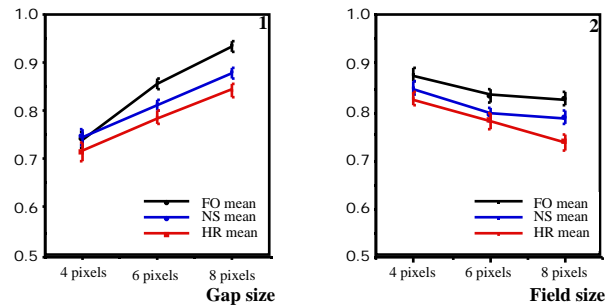 1
1.0
0.9
0.8
0.7
0.6
0.5
FO mean
NS mean
HR mean
4 pixels
6 pixels
8 pixels
Gap size
2
1.0
0.9
0.8
0.7
0.6
0.5
FO mean
NS mean
HR mean
4 pixels
6 pixels
8 pixels
Field size